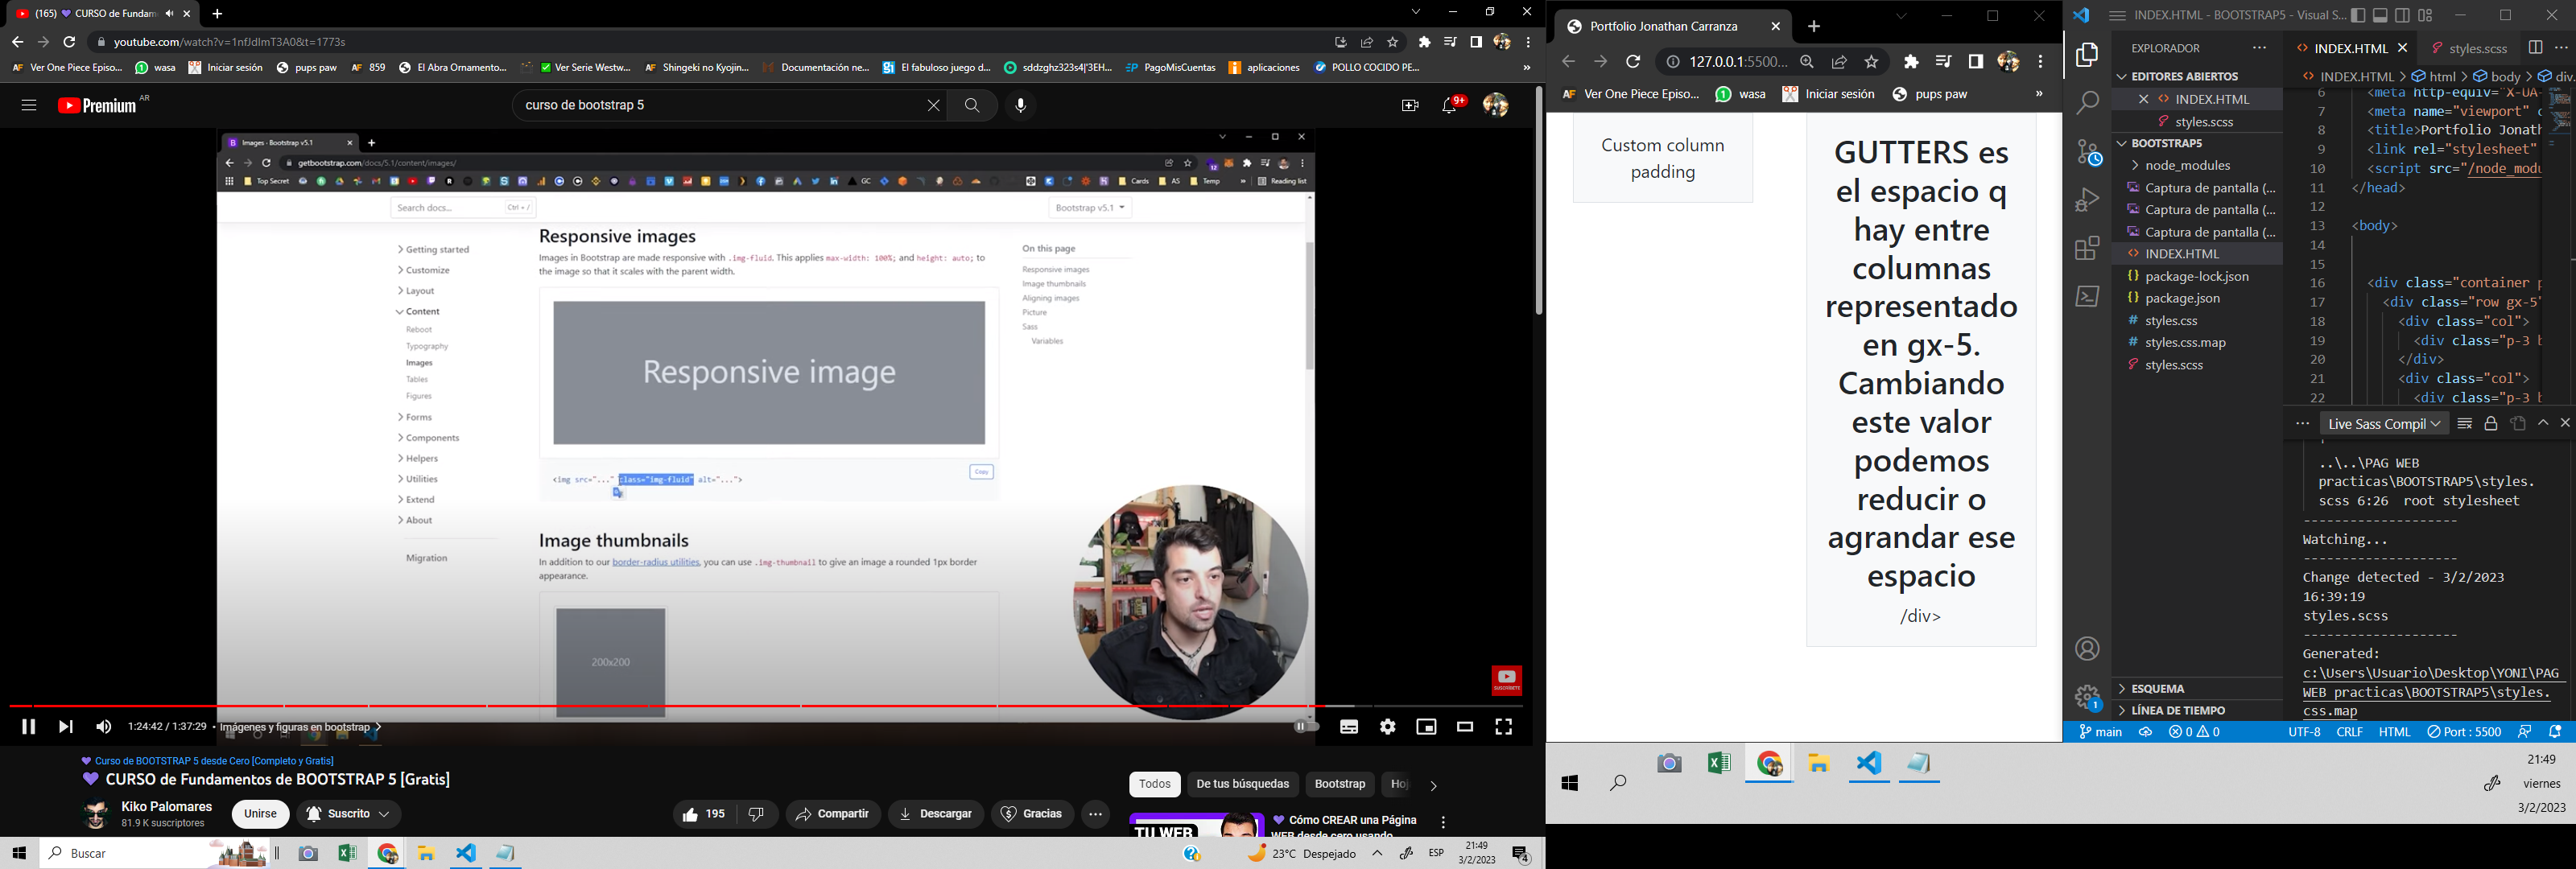 (165) 💜 CURSO de Fundam
youtube.com/watch?v=1nfJdlmT3A0&t=1773s
Ver One Piece Episo...
wasa
Iniciar sesión
pups paw
859
El Abra Ornamento...
Ver Serie Westw...
Shingeki no Kyojin...
Documentación ne...
El fabuloso juego d...
sddzghz323s4|'3EH...
PagoMisCuentas
aplicaciones
POLLO COCIDO PE...
»
Premium AR
curso de bootstrap 5
9+
Images · Bootstrap v5.1
getbootstrap.com/docs/5.1/content/images/
Top Secret
GC
Cards
AS
Temp
»
Reading list
Search docs...
Ctrl + /
Bootstrap v5.1
Getting started
Customize
Layout
Content
Reboot
Typography
Images
Tables
Figures
Forms
Components
Helpers
Utilities
Extend
About
Migration
Responsive images
Images in Bootstrap are made responsive with .img-fluid. This applies max-width: 100%; and height: auto; to
the image so that it scales with the parent width.
Responsive image
Copy
<img src="..." class="img-fluid" alt="...">
Image thumbnails
In addition to our border-radius utilities, you can use .img-thumbnail to give an image a rounded 1px border
appearance.
200x200
On this page
Responsive images
Image thumbnails
Aligning images
Picture
Sass
Variables
SUSCRÍBETE
1:24:42 / 1:37:29 • Imágenes y figuras en bootstrap
💜 Curso de BOOTSTRAP 5 desde Cero [Completo y Gratis]
💜 CURSO de Fundamentos de BOOTSTRAP 5 [Gratis]
Kiko Palomares
81.9 K suscriptores
Unirse
Suscrito
195
Compartir
Descargar
Gracias
Todos
De tus búsquedas
Bootstrap
TU WEB
💜 Cómo CREAR una Página
WEB desde cero usando
Buscar
23°C Despejado
ESP
21:49
3/2/2023
4
Portfolio Jonathan Carranza
127.0.0.1:5500...
Ver One Piece Episo...
wasa
Iniciar sesión
pups paw
»
Custom column
padding
GUTTERS es
el espacio q
hay entre
columnas
representado
en gx-5.
Cambiando
este valor
podemos
reducir o
agrandar ese
espacio
/div>
21:49
viernes
3/2/2023
INDEX.HTML - BOOTSTRAP5 - Visual S...
EXPLORADOR
EDITORES ABIERTOS
INDEX.HTML
styles.scss
BOOTSTRAP5
node_modules
Captura de pantalla (...
Captura de pantalla (...
Captura de pantalla (...
INDEX.HTML
package-lock.json
package.json
styles.css
styles.css.map
styles.scss
ESQUEMA
LÍNEA DE TIEMPO
1
INDEX.HTML
styles.scss
INDEX.HTML > html > body > div.
6 <meta http-equiv="X-UA-
7 <meta name="viewport" c
8 <title>Portfolio Jonath
9 <link rel="stylesheet"
10 <script src="/node_modu
11 </head>
12
13 <body>
14
15
16 <div class="container p
17 <div class="row gx-5"
18 <div class="col">
19 <div class="p-3 b
20 </div>
21 <div class="col">
22 <div class="p-3 b
Live Sass Compil
..\..\PAG WEB
practicas\BOOTSTRAP5\styles.
scss 6:26  root stylesheet
--------------------
Watching...
--------------------
Change detected - 3/2/2023
16:39:19
styles.scss
--------------------
Generated:
c:\Users\Usuario\Desktop\YONI\PAG
WEB practicas\BOOTSTRAP5\styles.
css.map
main
0
0
UTF-8
CRLF
HTML
Port : 5500